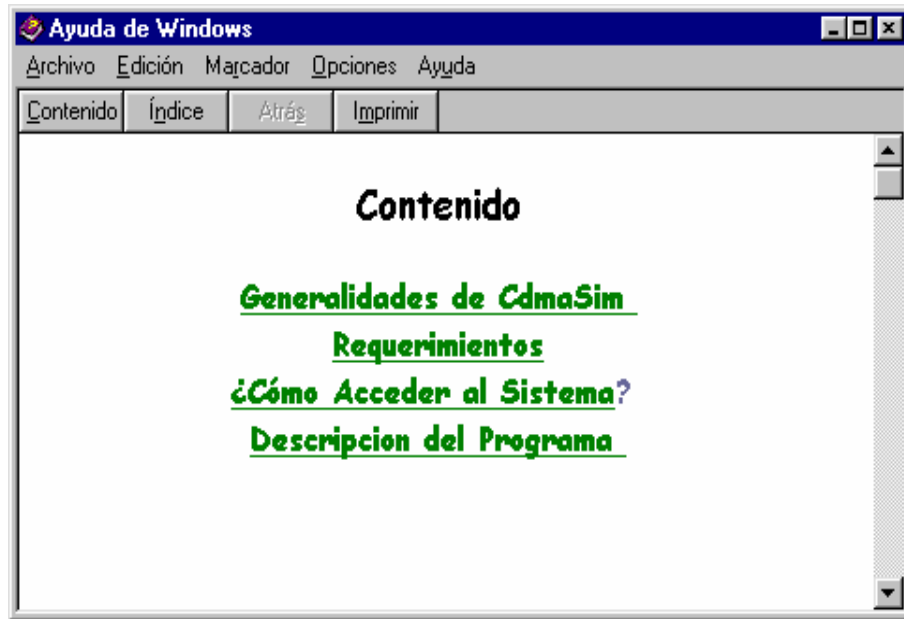 Ayuda de Windows
Archivo Edición Marcador Opciones Ayuda
Contenido Índice Atrás Imprimir
Contenido
Generalidades de CdmaSim
Requerimientos
¿Cómo Acceder al Sistema?
Descripcion del Programa